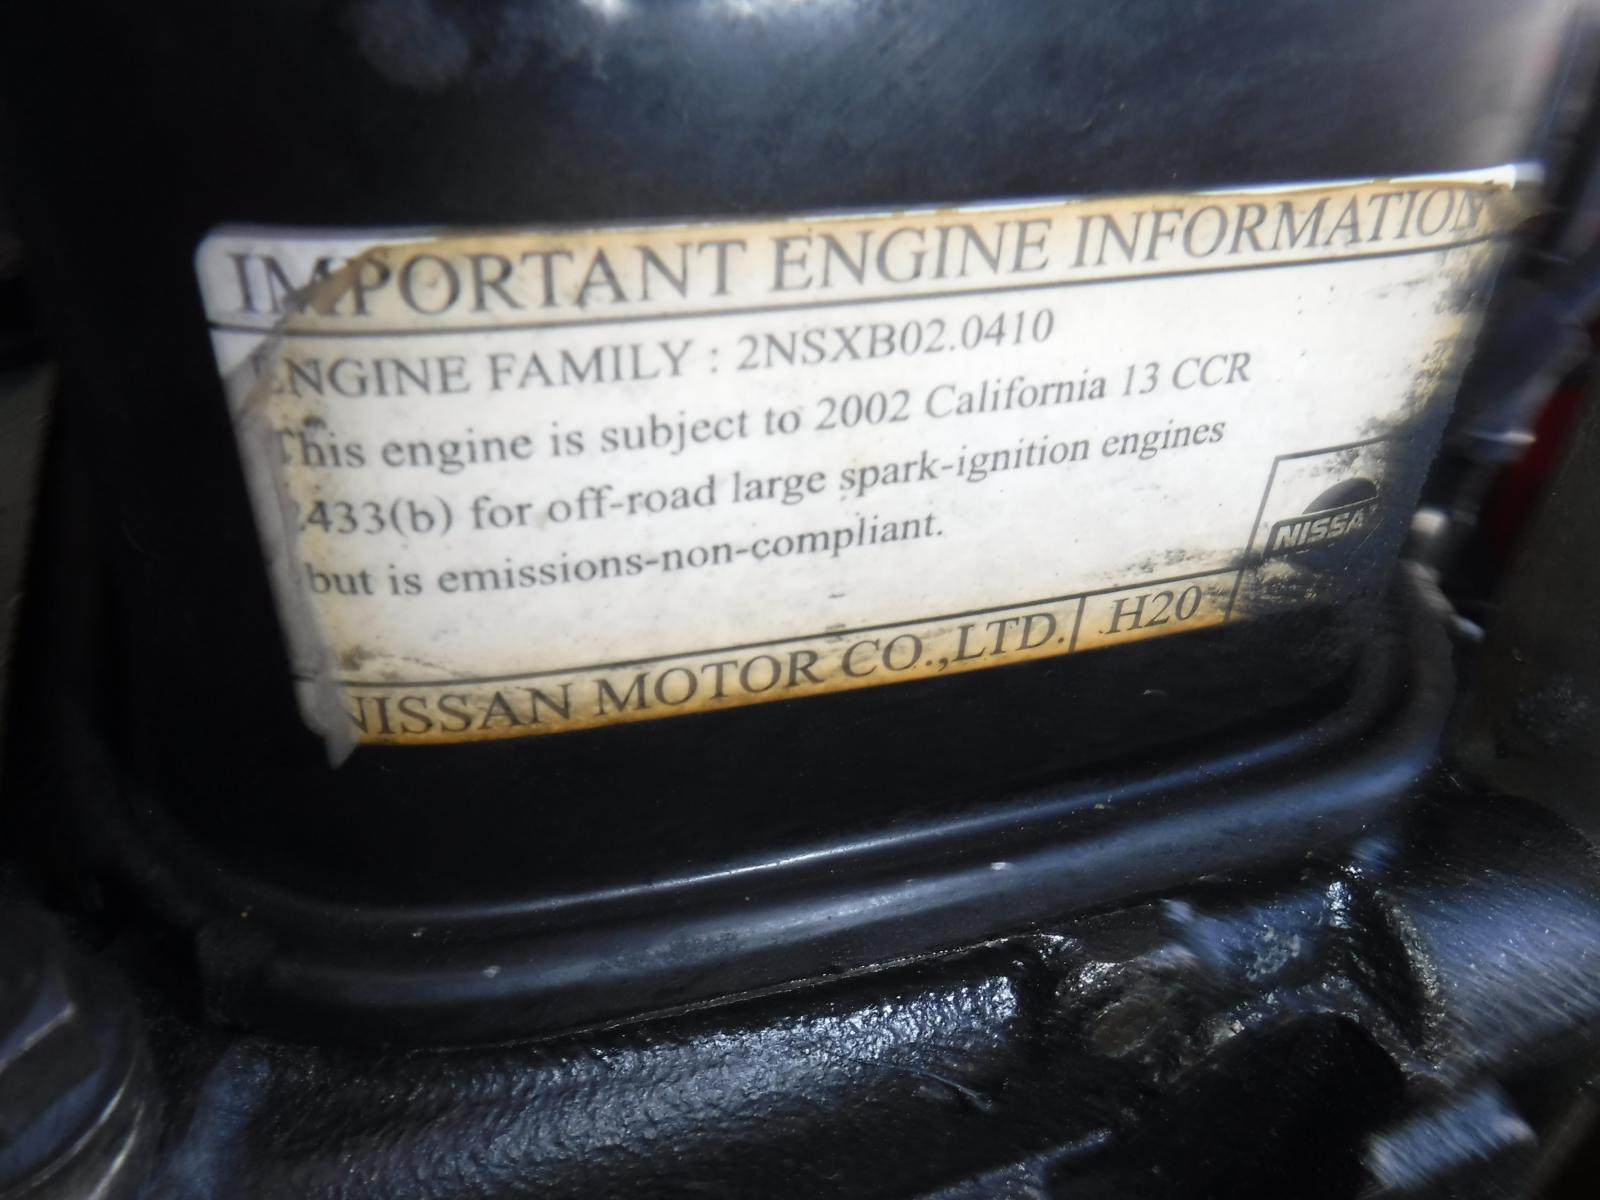 IMPORTANT ENGINE INFORMATION
ENGINE FAMILY : 2NSXB02.0410
This engine is subject to 2002 California 13 CCR
2433(b) for off-road large spark-ignition engines
but is emissions-non-compliant.
NISSAN
NISSAN MOTOR CO.,LTD. H20